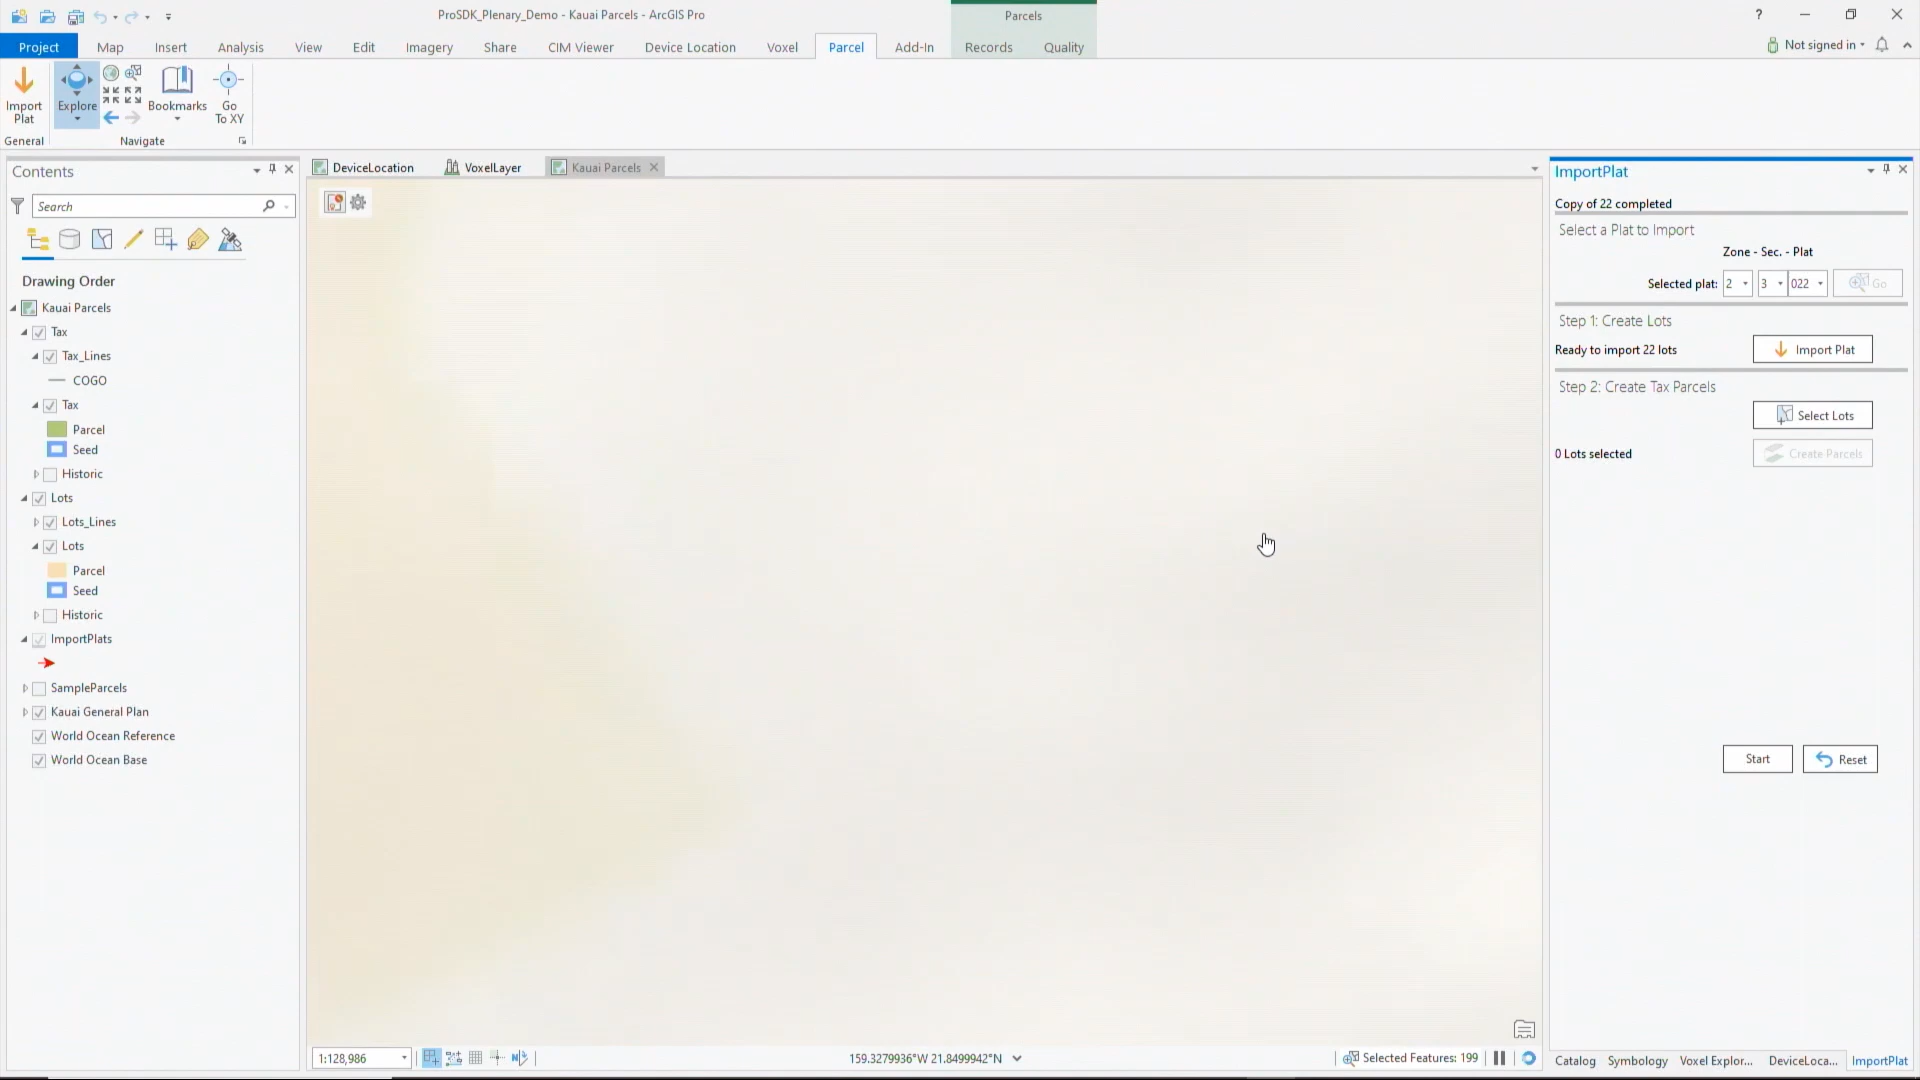 ProSDK_Plenary_Demo - Kauai Parcels - ArcGIS Pro
Parcels
?
Project Map Insert Analysis View Edit Imagery Share CIM Viewer Device Location Voxel Parcel Add-In Records Quality
Not signed in
Import Plat
Explore
Bookmarks
Go To XY
General
Navigate
Contents
Search
Drawing Order
Kauai Parcels
Tax
Tax_Lines
COGO
Tax
Parcel
Seed
Historic
Lots
Lots_Lines
Lots
Parcel
Seed
Historic
ImportPlats
SampleParcels
Kauai General Plan
World Ocean Reference
World Ocean Base
DeviceLocation VoxelLayer Kauai Parcels
1:128,986
159.3279936°W 21.8499942°N
Selected Features: 199
ImportPlat
Copy of 22 completed
Select a Plat to Import
Zone - Sec. - Plat
Selected plat: 2 3 022 Go
Step 1: Create Lots
Ready to import 22 lots Import Plat
Step 2: Create Tax Parcels
Select Lots
0 Lots selected Create Parcels
Start Reset
Catalog Symbology Voxel Explor... DeviceLoca... ImportPlat